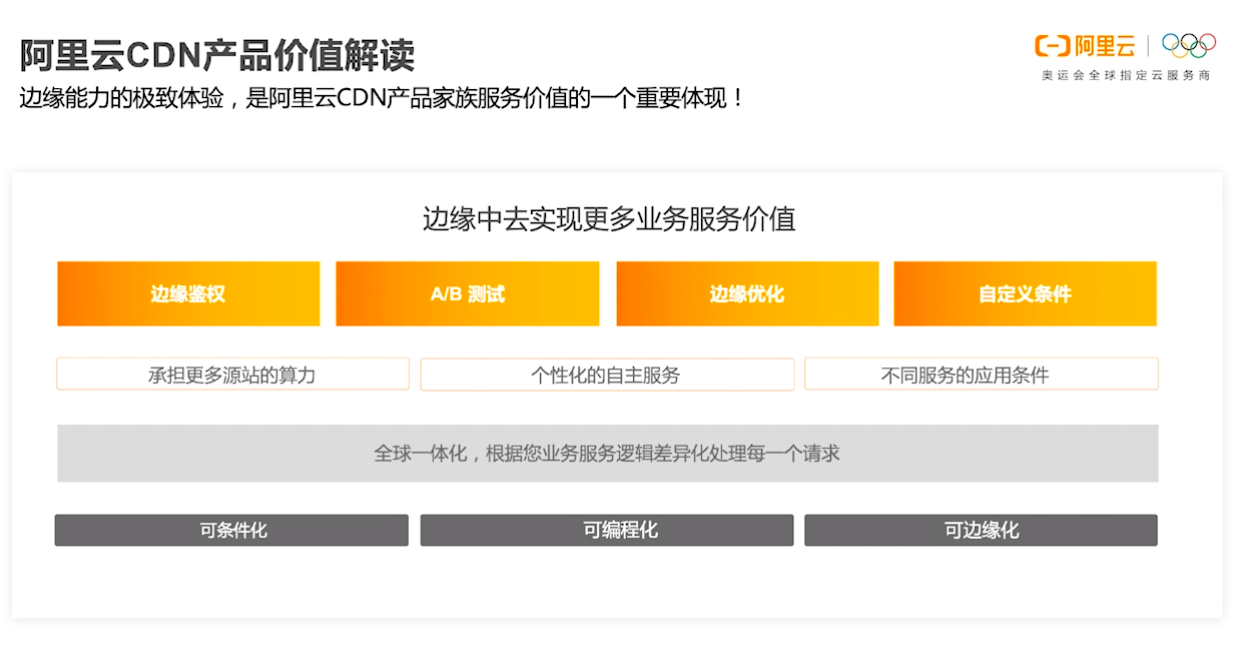 阿里云CDN产品价值解读
边缘能力的极致体验，是阿里云CDN产品家族服务价值的一个重要体现！
阿里云
奥运会全球指定云服务商
边缘中去实现更多业务服务价值
边缘鉴权
A/B 测试
边缘优化
自定义条件
承担更多源站的算力
个性化的自主服务
不同服务的应用条件
全球一体化，根据您业务服务逻辑差异化处理每一个请求
可条件化
可编程化
可边缘化